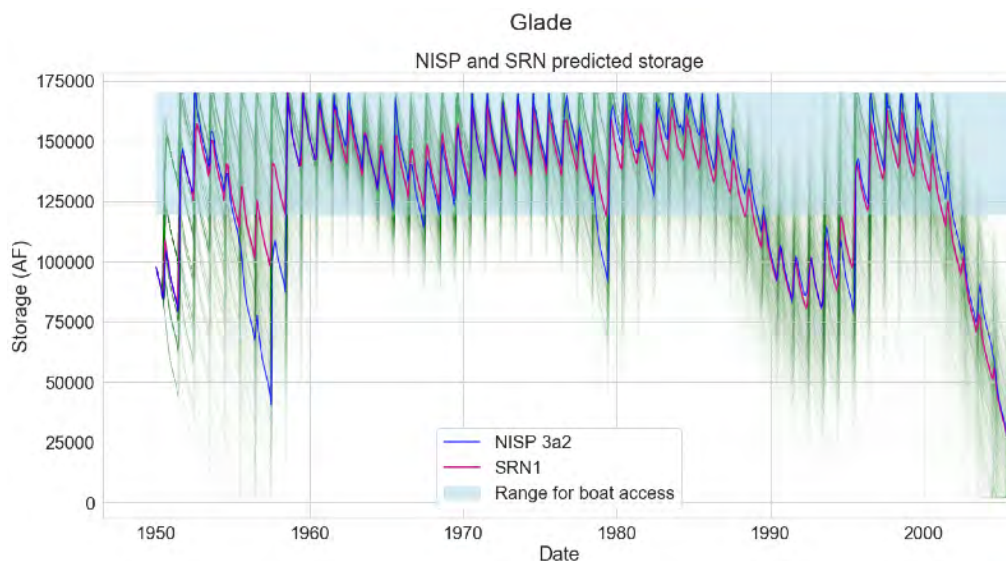 Glade
NISP and SRN predicted storage
175000
150000
125000
100000
75000
50000
25000
0
Storage (AF)
NISP 3a2
SRN1
Range for boat access
1950
1960
1970
1980
1990
2000
Date